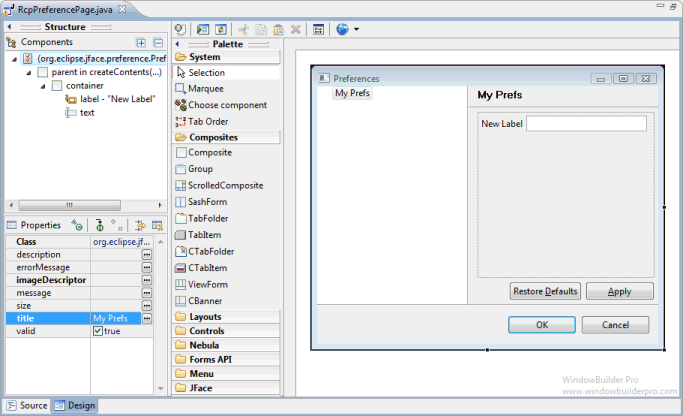 RcpPreferencePage.java
Structure
Components
(org.eclipse.jface.preference.Pref
parent in createContents(...)
container
label - "New Label"
text
Properties
Class org.eclipse.jf...
description
errorMessage
imageDescriptor
message
size
title My Prefs
valid true
Source Design
Palette
System
Selection
Marquee
Choose component
Tab Order
Composites
Composite
Group
ScrolledComposite
SashForm
TabFolder
TabItem
CTabFolder
CTabItem
ViewForm
CBanner
Layouts
Controls
Nebula
Forms API
Menu
JFace
Preferences
My Prefs
My Prefs
New Label
Restore Defaults Apply
OK Cancel
WindowBuilder Pro
www.windowbuilderpro.com